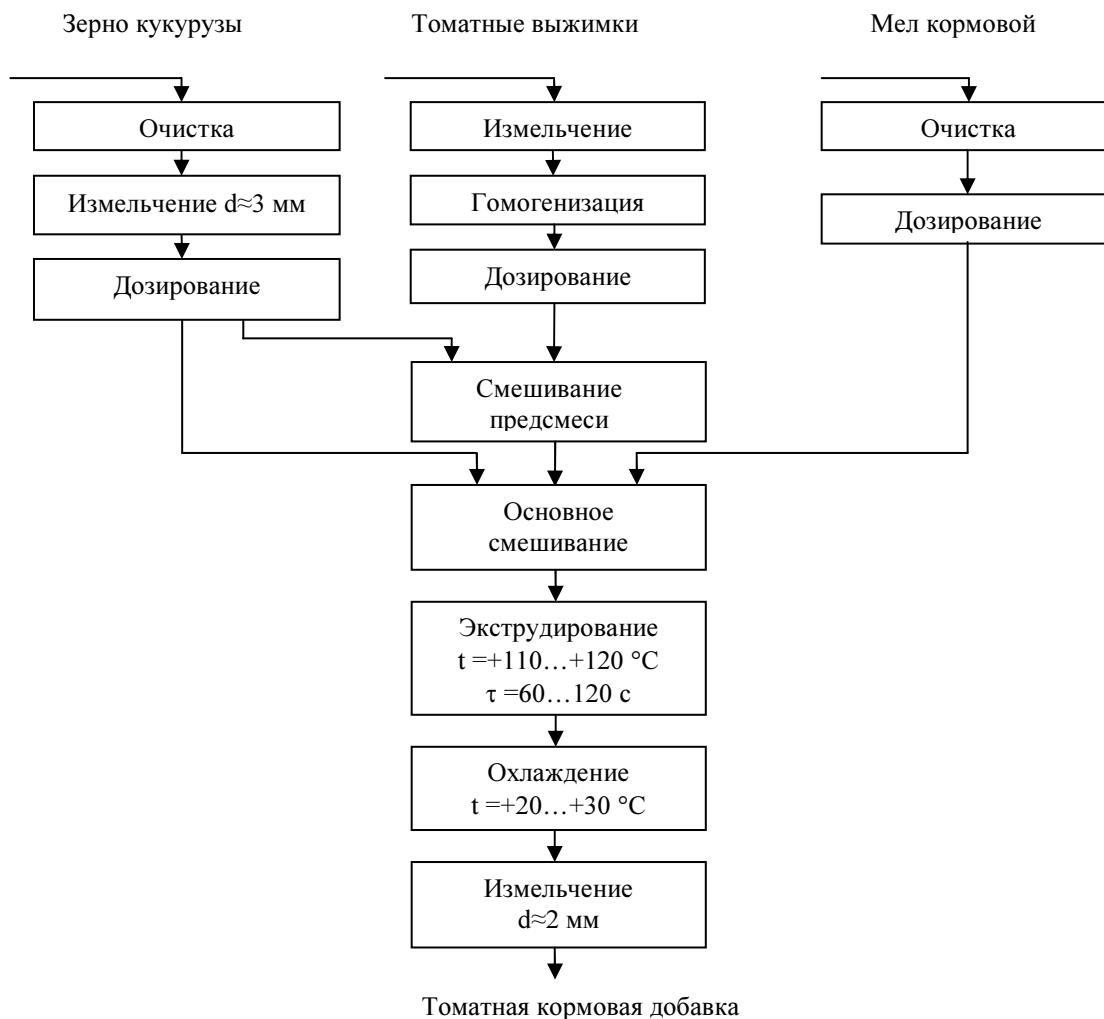 Зерно кукурузы
Томатные выжимки
Мел кормовой
Очистка
Измельчение
Очистка
Измельчение d≈3 мм
Гомогенизация
Дозирование
Дозирование
Дозирование
Смешивание
предсмеси
Основное
смешивание
Экструдирование
t =+110…+120 °С
τ =60…120 с
Охлаждение
t =+20…+30 °С
Измельчение
d≈2 мм
Томатная кормовая добавка